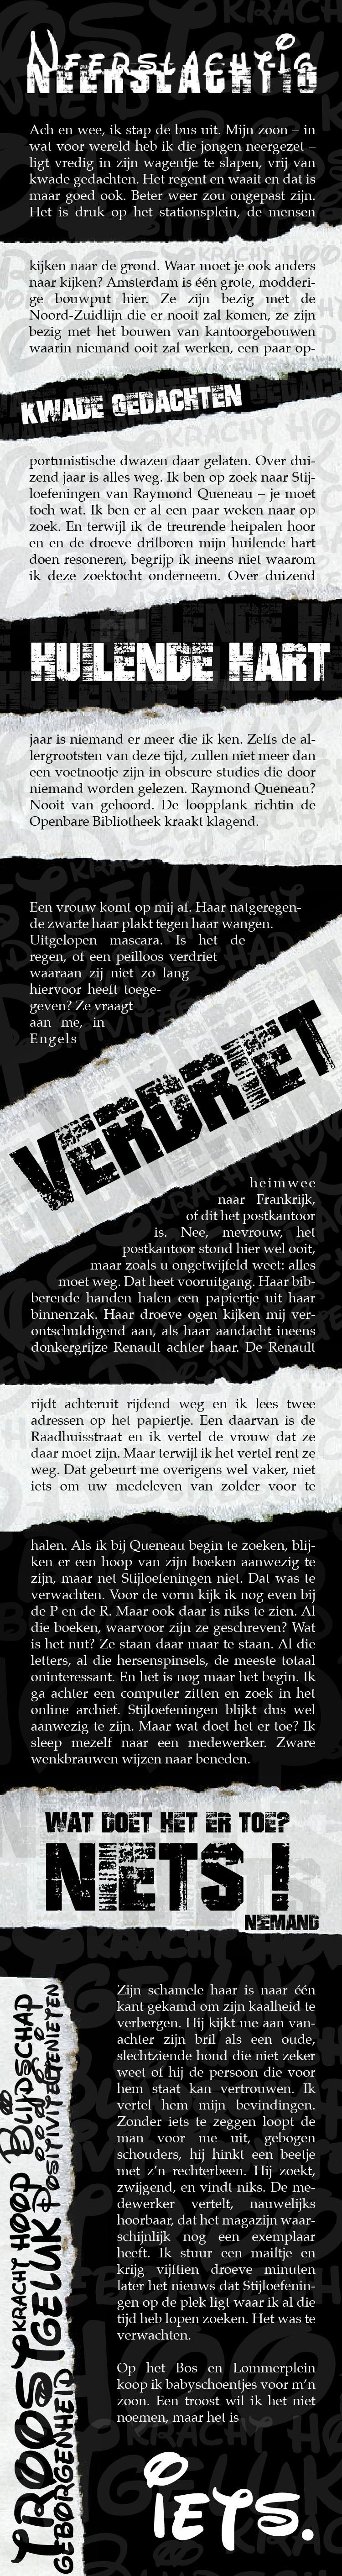 NEERSLACHTIG
NEERSLACHTIG
Ach en wee, ik stap de bus uit. Mijn zoon – in
wat voor wereld heb ik die jongen neergezet –
ligt vredig in zijn wagentje te slapen, vrij van
kwade gedachten. Het regent en waait en dat is
maar goed ook. Beter weer zou ongepast zijn.
Het is druk op het stationsplein, de mensen
kijken naar de grond. Waar moet je ook anders
naar kijken? Amsterdam is één grote, modderi-
ge bouwput hier. Ze zijn bezig met de
Noord-Zuidlijn die er nooit zal komen, ze zijn
bezig met het bouwen van kantoorgebouwen
waarin niemand ooit zal werken, een paar op-
KWADE GEDACHTEN
portunistische dwazen daar gelaten. Over dui-
zend jaar is alles weg. Ik ben op zoek naar Stij-
loefeningen van Raymond Queneau – je moet
toch wat. Ik ben er al een paar weken naar op
zoek. En terwijl ik de treurende heipalen hoor
en en de droeve drilboren mijn huilende hart
doen resoneren, begrijp ik ineens niet waarom
ik deze zoektocht onderneem. Over duizend
HUILENDE HART
jaar is niemand er meer die ik ken. Zelfs de al-
lergrootsten van deze tijd, zullen niet meer dan
een voetnootje zijn in obscure studies die door
niemand worden gelezen. Raymond Queneau?
Nooit van gehoord. De loopplank richtin de
Openbare Bibliotheek kraakt klagend.
Een vrouw komt op mij af. Haar natgeregen-
de zwarte haar plakt tegen haar wangen.
Uitgelopen mascara. Is het de
regen, of een peilloos verdriet
waaraan zij niet zo lang
hiervoor heeft toege-
geven? Ze vraagt
aan me, in
Engels
VERDRIET
heimwee
naar Frankrijk,
of dit het postkantoor
is. Nee, mevrouw, het
postkantoor stond hier wel ooit,
maar zoals u ongetwijfeld weet: alles
moet weg. Dat heet vooruitgang. Haar bib-
berende handen halen een papiertje uit haar
binnenzak. Haar droeve ogen kijken mij ver-
ontschuldigend aan, als haar aandacht ineens
donkergrijze Renault achter haar. De Renault
rijdt achteruit rijdend weg en ik lees twee
adressen op het papiertje. Een daarvan is de
Raadhuisstraat en ik vertel de vrouw dat ze
daar moet zijn. Maar terwijl ik het vertel rent ze
weg. Dat gebeurt me overigens wel vaker, niet
iets om uw medeleven van zolder voor te
halen. Als ik bij Queneau begin te zoeken, blij-
ken er een hoop van zijn boeken aanwezig te
zijn, maar net Stijloefeningen niet. Dat was te
verwachten. Voor de vorm kijk ik nog even bij
de P en de R. Maar ook daar is niks te zien. Al
die boeken, waarvoor zijn ze geschreven? Wat
is het nut? Ze staan daar maar te staan. Al die
letters, al die hersenspinsels, de meeste totaal
oninteressant. En het is nog maar het begin. Ik
ga achter een computer zitten en zoek in het
online archief. Stijloefeningen blijkt dus wel
aanwezig te zijn. Maar wat doet het er toe? Ik
sleep mezelf naar een medewerker. Zware
wenkbrauwen wijzen naar beneden.
WAT DOET HET ER TOE?
NIETS !
NIEMAND
Zijn schamele haar is naar één
kant gekamd om zijn kaalheid te
verbergen. Hij kijkt me aan van-
achter zijn bril als een oude,
slechtziende hond die niet zeker
weet of hij de persoon die voor
hem staat kan vertrouwen. Ik
vertel hem mijn bevindingen.
Zonder iets te zeggen loopt de
man voor me uit, gebogen
schouders, hij hinkt een beetje
met z'n rechterbeen. Hij zoekt,
zwijgend, en vindt niks. De me-
dewerker vertelt, nauwelijks
hoorbaar, dat het magazijn waar-
schijnlijk nog een exemplaar
heeft. Ik stuur een mailtje en
krijg vijftien droeve minuten
later het nieuws dat Stijloefenin-
gen op de plek ligt waar ik al die
tijd heb lopen zoeken. Het was te
verwachten.
Op het Bos en Lommerplein
koop ik babyschoentjes voor m'n
zoon. Een troost wil ik het niet
noemen, maar het is
IETS.
BLIJDSCHAP
POSITIVITEIT
GENIETEN
KRACHT
HOOP
GELUK
TROOST
GEBORGENHEID